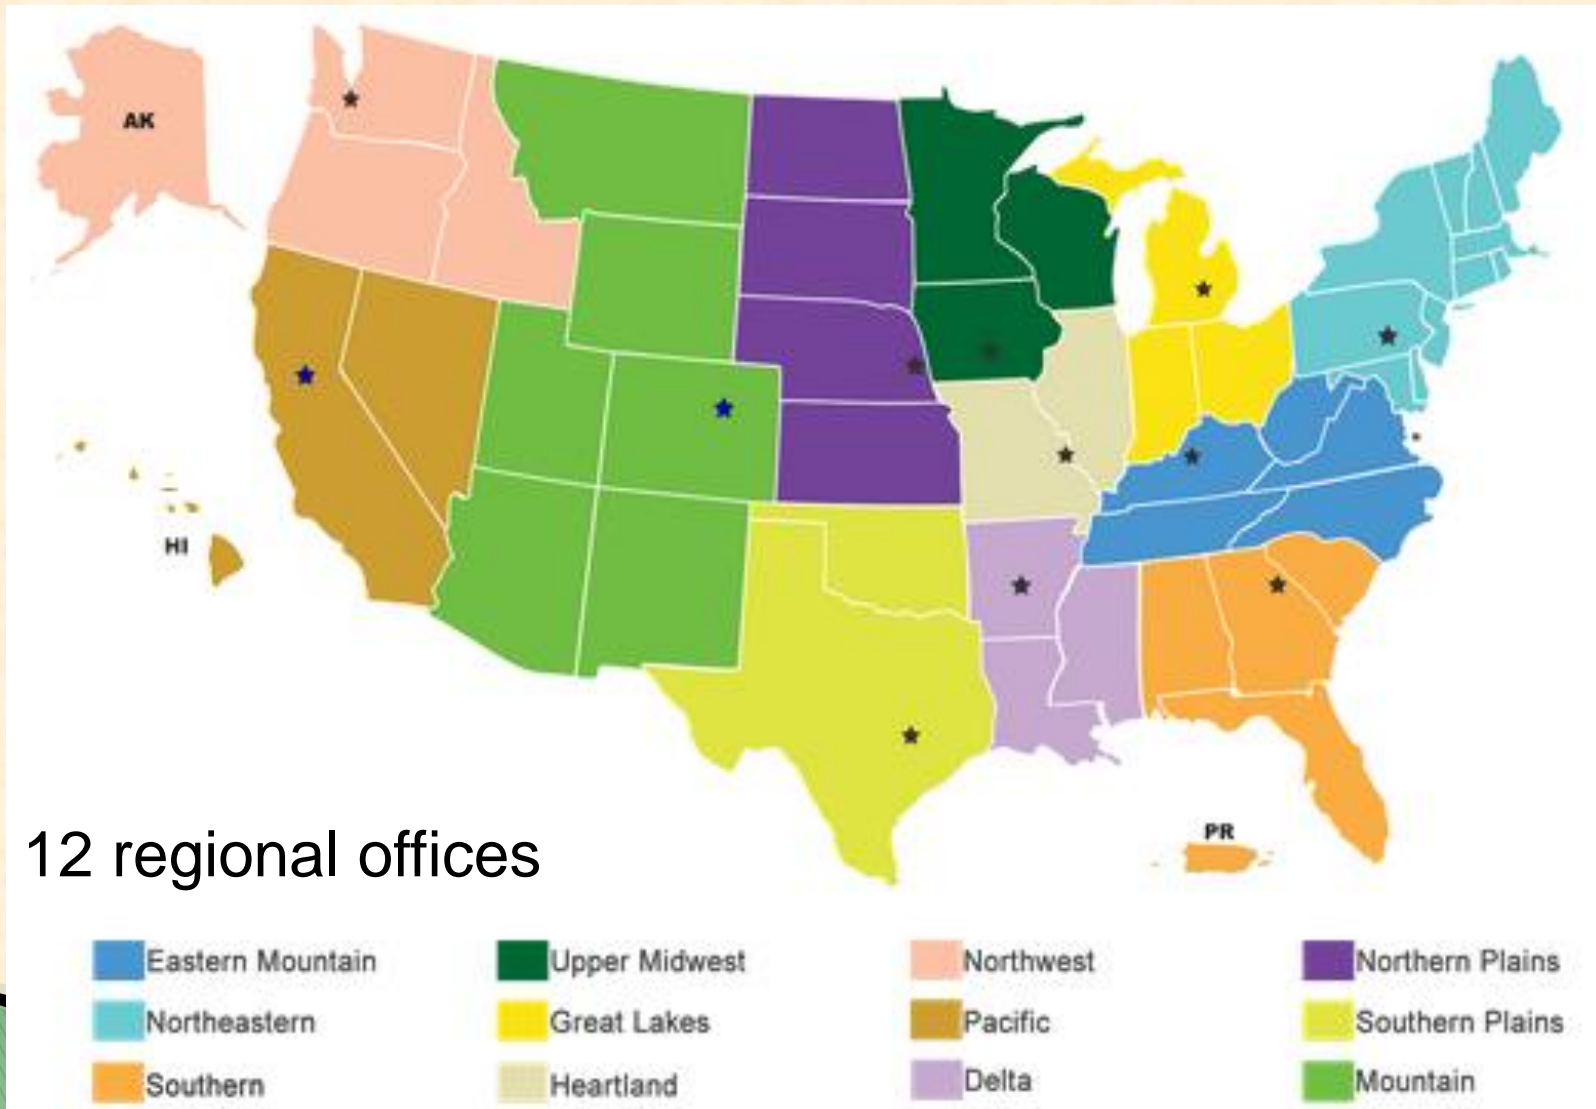 AK
HI
PR
12 regional offices
Eastern Mountain
Upper Midwest
Northwest
Northern Plains
Northeastern
Great Lakes
Pacific
Southern Plains
Southern
Heartland
Delta
Mountain